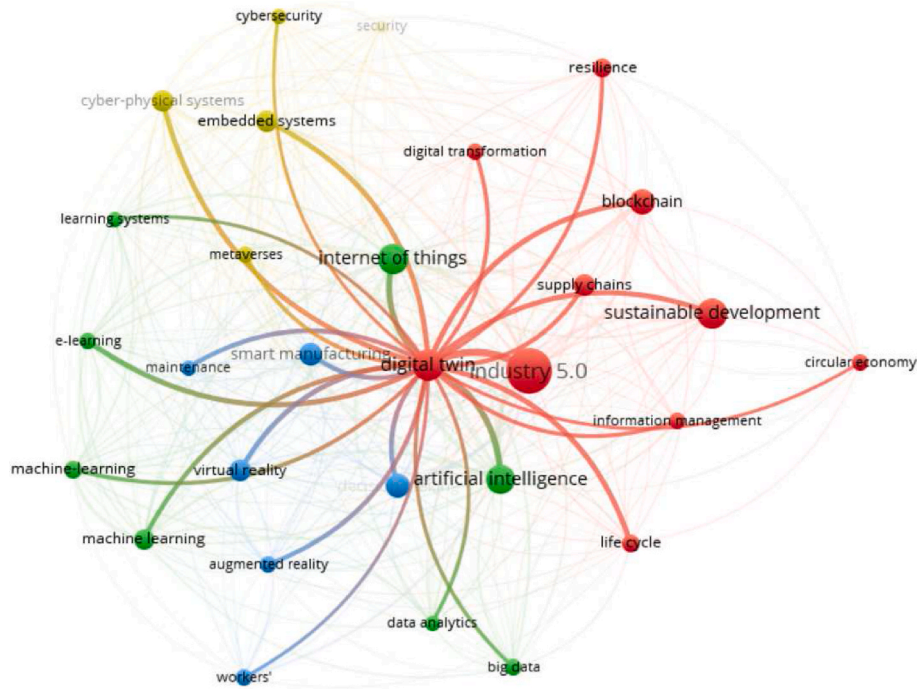 cybersecurity
security
resilience
cyber-physical systems
embedded systems
digital transformation
blockchain
learning systems
metaverses
internet of things
supply chains
sustainable development
e-learning
maintenance
smart manufacturing
digital twin
industry 5.0
circular economy
information management
machine-learning
virtual reality
artificial intelligence
machine learning
augmented reality
life cycle
data analytics
big data
workers'